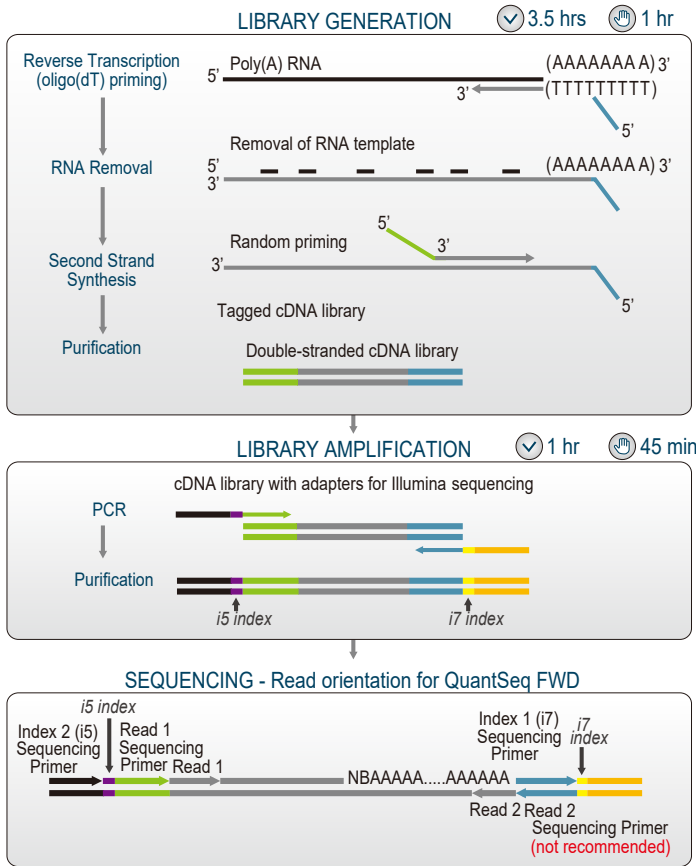 LIBRARY GENERATION 3.5 hrs 1 hr
Reverse Transcription
(oligo(dT) priming)
5’ Poly(A) RNA (AAAAAAA A) 3’
3’ (TTTTTTTTT)
5’
RNA Removal
Removal of RNA template
5’
3’
(AAAAAAA A) 3’
Second Strand
Synthesis
Random priming
5’
3’
3’
5’
Tagged cDNA library
Purification
Double-stranded cDNA library
LIBRARY AMPLIFICATION 1 hr 45 min
cDNA library with adapters for Illumina sequencing
PCR
Purification
i5 index i7 index
SEQUENCING - Read orientation for QuantSeq FWD
i5 index
Index 2 (i5)
Sequencing
Primer
Read 1
Sequencing
Primer
Read 1
NBAAAAA.....AAAAAA
Index 1 (i7)
Sequencing
Primer
i7
index
Read 2
Read 2
Sequencing Primer
(not recommended)